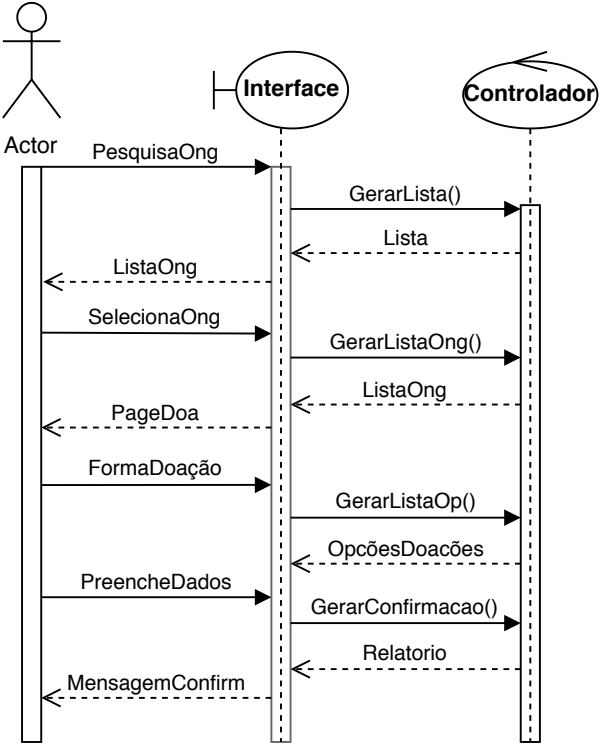 Interface
Controlador
Actor
PesquisaOng
GerarLista()
Lista
ListaOng
SelecionaOng
GerarListaOng()
ListaOng
PageDoa
FormaDoação
GerarListaOp()
OpcõesDoacões
PreencheDados
GerarConfirmacao()
Relatorio
MensagemConfirm